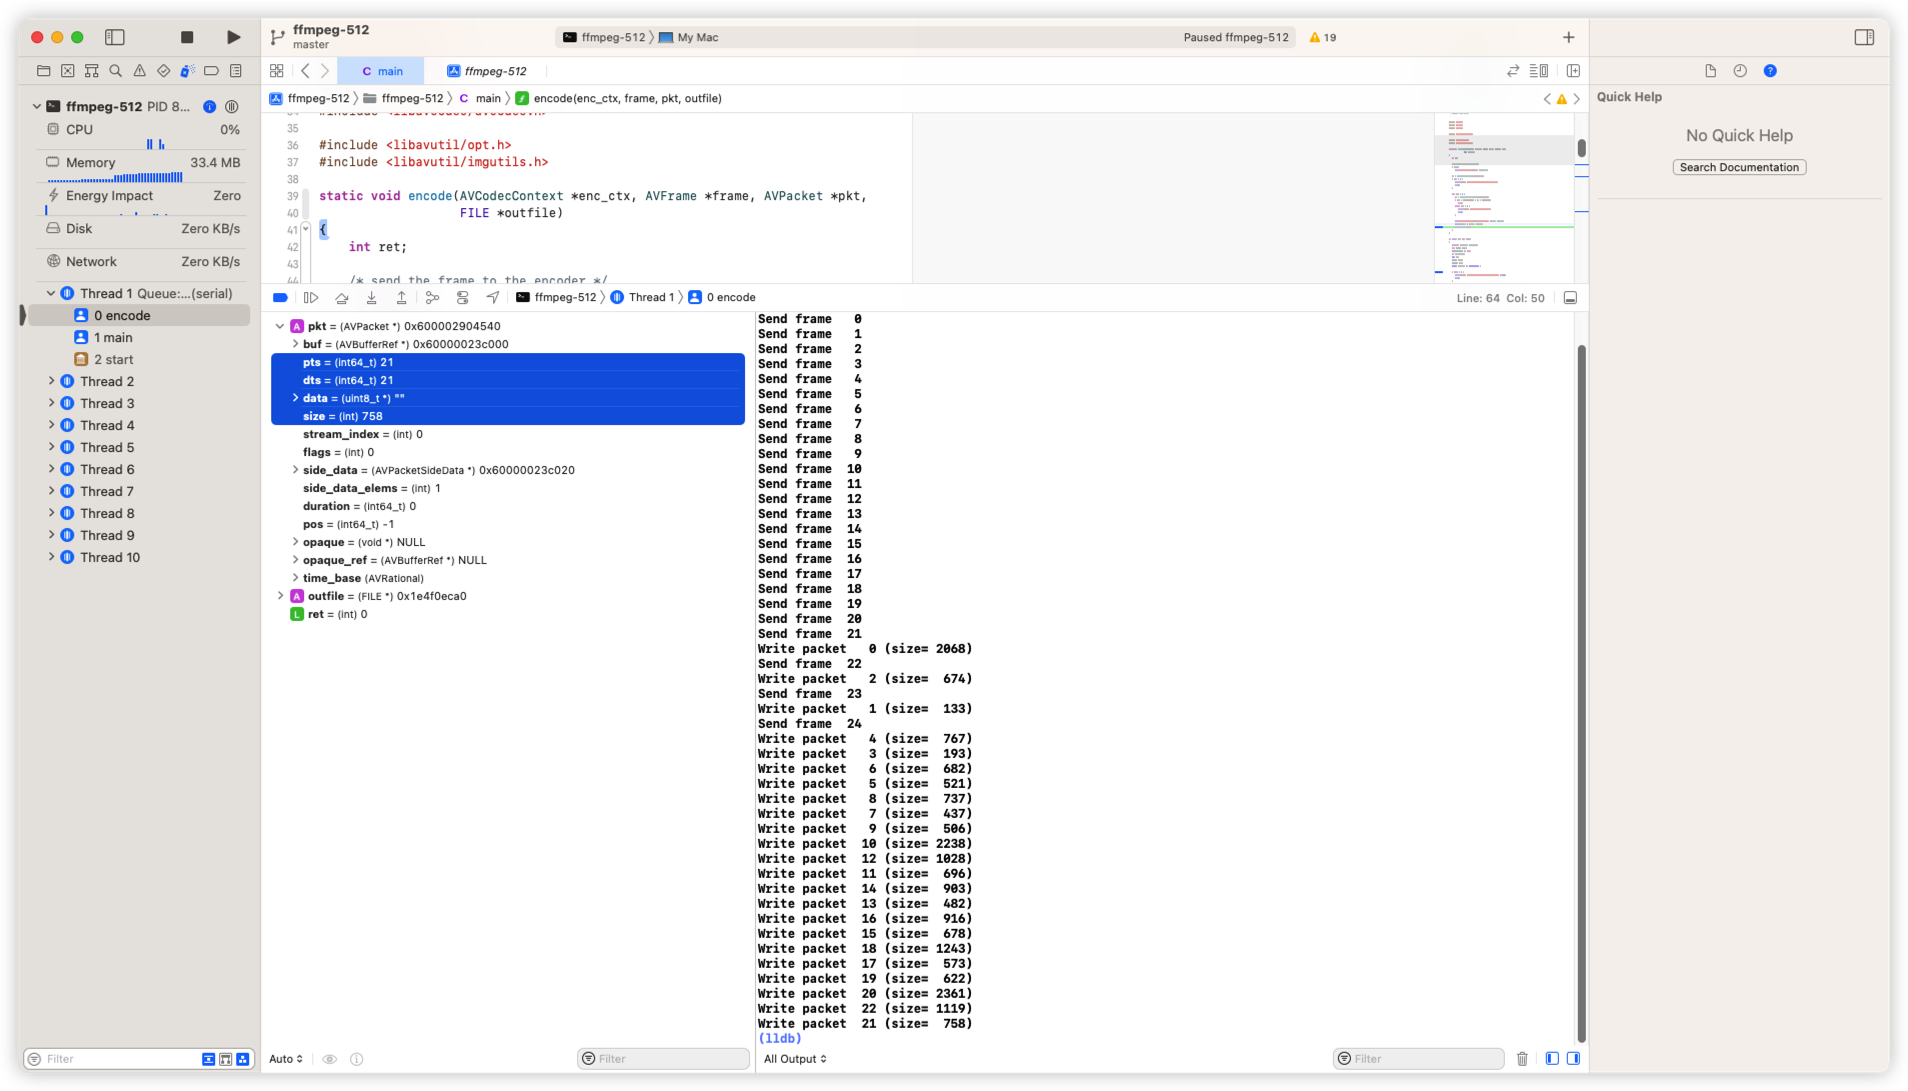 ffmpeg-512
master
ffmpeg-512 〉 My Mac
Paused ffmpeg-512
19
C main
ffmpeg-512
ffmpeg-512 〉 ffmpeg-512 〉 C main 〉 f encode(enc_ctx, frame, pkt, outfile)
ffmpeg-512 PID 8...
CPU 0%
Memory 33.4 MB
Energy Impact Zero
Disk Zero KB/s
Network Zero KB/s
Thread 1 Queue:...(serial)
0 encode
1 main
2 start
Thread 2
Thread 3
Thread 4
Thread 5
Thread 6
Thread 7
Thread 8
Thread 9
Thread 10
Filter
34 #include <libavcodec/avcodec.h>
35
36 #include <libavutil/opt.h>
37 #include <libavutil/imgutils.h>
38
39 static void encode(AVCodecContext *enc_ctx, AVFrame *frame, AVPacket *pkt,
40 FILE *outfile)
41 {
42 int ret;
43
44 /* send the frame to the encoder */
ffmpeg-512 〉 Thread 1 〉 0 encode
Line: 64 Col: 50
A pkt = (AVPacket *) 0x600002904540
buf = (AVBufferRef *) 0x60000023c000
pts = (int64_t) 21
dts = (int64_t) 21
data = (uint8_t *) ""
size = (int) 758
stream_index = (int) 0
flags = (int) 0
side_data = (AVPacketSideData *) 0x60000023c020
side_data_elems = (int) 1
duration = (int64_t) 0
pos = (int64_t) -1
opaque = (void *) NULL
opaque_ref = (AVBufferRef *) NULL
time_base (AVRational)
A outfile = (FILE *) 0x1e4f0eca0
L ret = (int) 0
Auto
Filter
Send frame 0
Send frame 1
Send frame 2
Send frame 3
Send frame 4
Send frame 5
Send frame 6
Send frame 7
Send frame 8
Send frame 9
Send frame 10
Send frame 11
Send frame 12
Send frame 13
Send frame 14
Send frame 15
Send frame 16
Send frame 17
Send frame 18
Send frame 19
Send frame 20
Send frame 21
Write packet 0 (size= 2068)
Send frame 22
Write packet 2 (size= 674)
Send frame 23
Write packet 1 (size= 133)
Send frame 24
Write packet 4 (size= 767)
Write packet 3 (size= 193)
Write packet 6 (size= 682)
Write packet 5 (size= 521)
Write packet 8 (size= 737)
Write packet 7 (size= 437)
Write packet 9 (size= 506)
Write packet 10 (size= 2238)
Write packet 12 (size= 1028)
Write packet 11 (size= 696)
Write packet 14 (size= 903)
Write packet 13 (size= 482)
Write packet 16 (size= 916)
Write packet 15 (size= 678)
Write packet 18 (size= 1243)
Write packet 17 (size= 573)
Write packet 19 (size= 622)
Write packet 20 (size= 2361)
Write packet 22 (size= 1119)
Write packet 21 (size= 758)
(lldb)
All Output
Filter
Quick Help
No Quick Help
Search Documentation